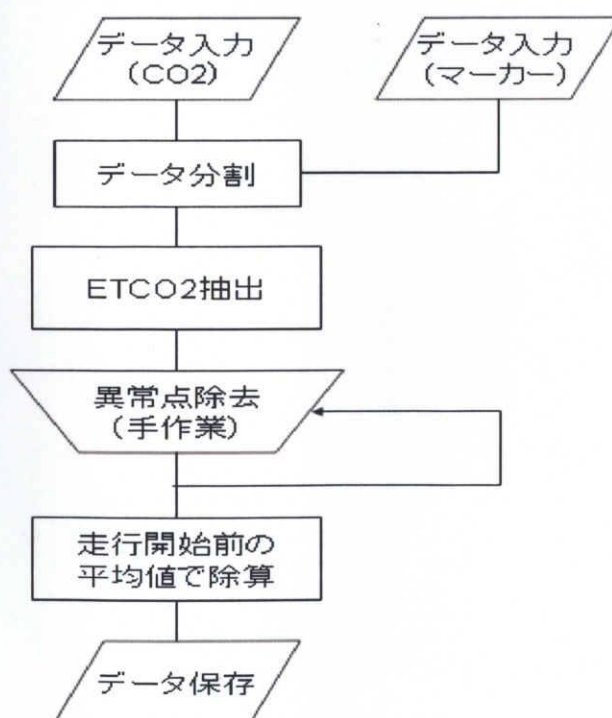 データ入力
(CO2)
データ入力
(マーカー)
データ分割
ETCO2抽出
異常点除去
(手作業)
走行開始前の
平均値で除算
データ保存